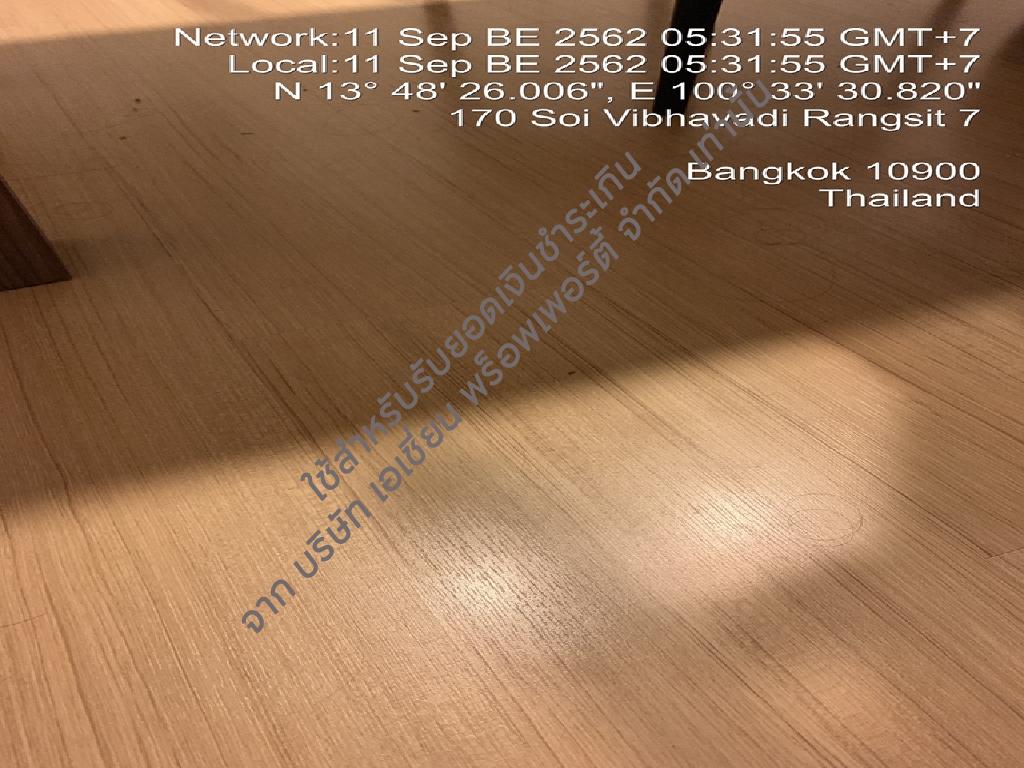 Network:11 Sep BE 2562 05:31:55 GMT+7
Local:11 Sep BE 2562 05:31:55 GMT+7
N 13° 48' 26.006", E 100° 33' 30.820"
170 Soi Vibhavadi Rangsit 7
Bangkok 10900
Thailand
ใช้สำหรับรับยอดเงินชำระเกิน
จาก บริษัท เอเชียน พร็อพเพอร์ตี้ จำกัด เท่านั้น